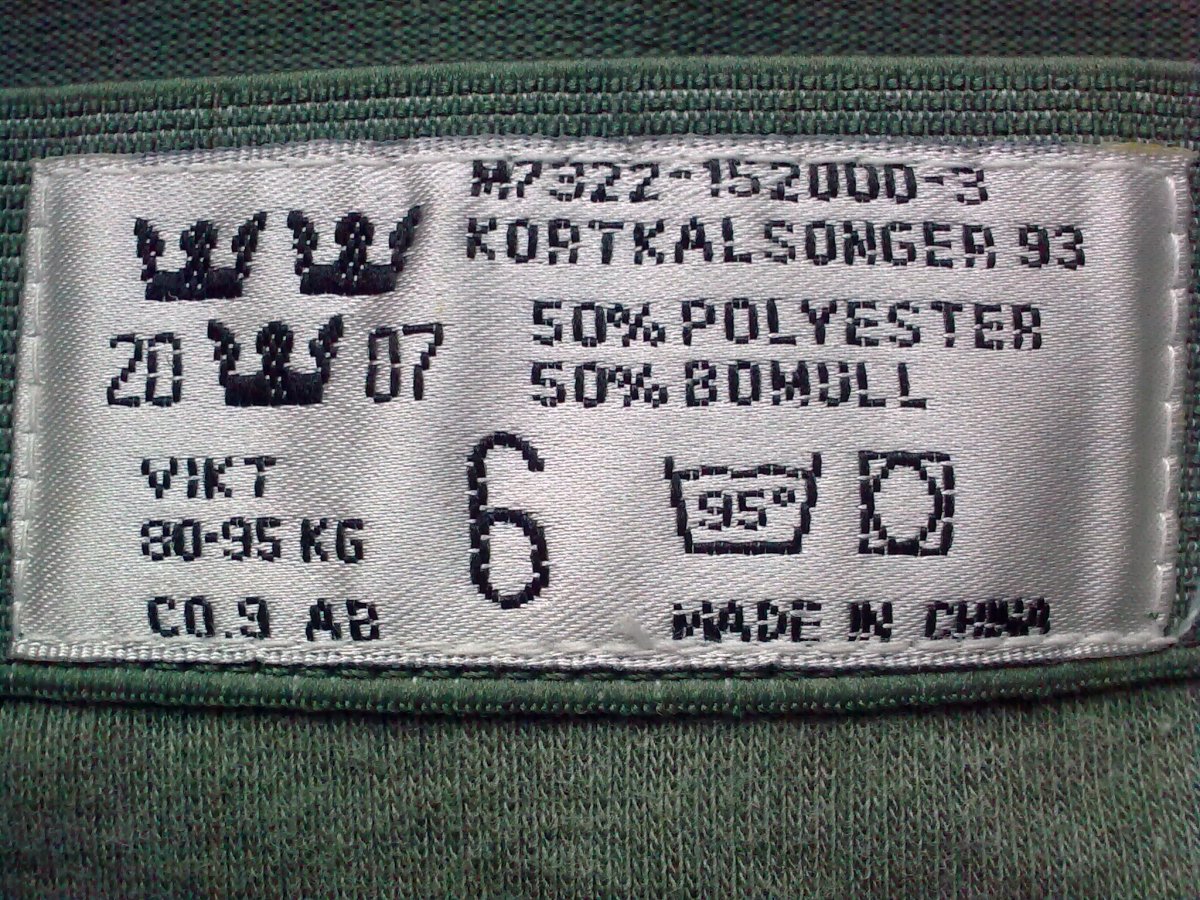 M7322-152000-3
KORTKALSONGER 93
50% POLYESTER
50% BOMULL
20 07
VIKT
80-95 KG
CO.9 AB
6
95°
MADE IN CHINA